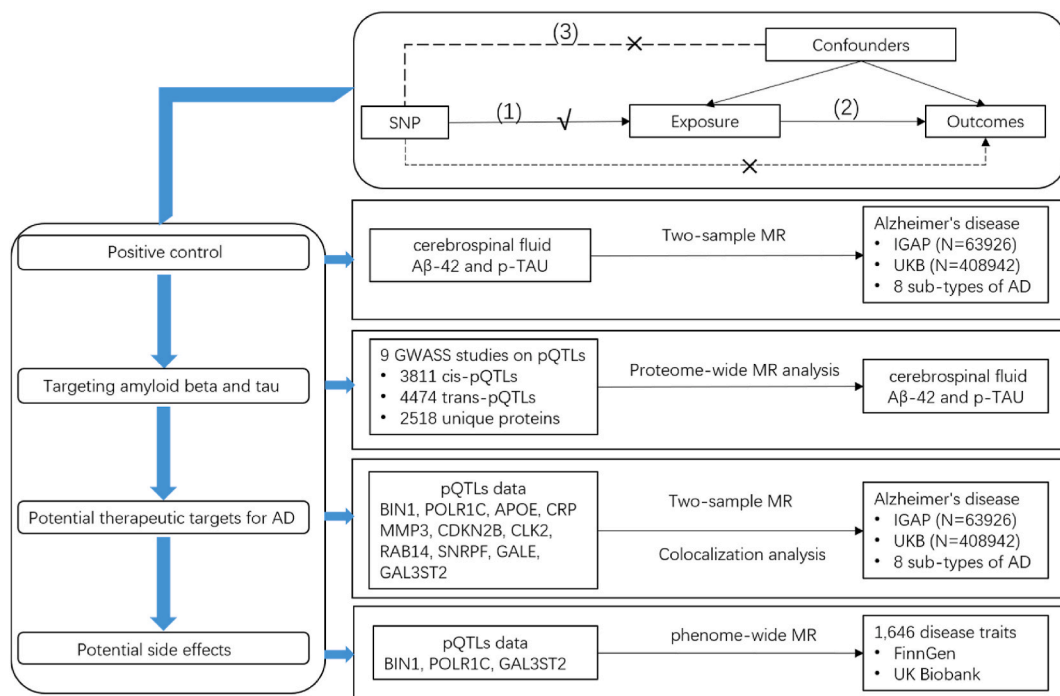 (3)
Confounders
SNP
(1)
√
Exposure
(2)
Outcomes
Positive control
cerebrospinal fluid
Aβ-42 and p-TAU
Two-sample MR
Alzheimer's disease
• IGAP (N=63926)
• UKB (N=408942)
• 8 sub-types of AD
Targeting amyloid beta and tau
9 GWASS studies on pQTLs
• 3811 cis-pQTLs
• 4474 trans-pQTLs
• 2518 unique proteins
Proteome-wide MR analysis
cerebrospinal fluid
Aβ-42 and p-TAU
Potential therapeutic targets for AD
pQTLs data
BIN1, POLR1C, APOE, CRP
MMP3, CDKN2B, CLK2,
RAB14, SNRPF, GALE,
GAL3ST2
Two-sample MR
Colocalization analysis
Alzheimer's disease
• IGAP (N=63926)
• UKB (N=408942)
• 8 sub-types of AD
Potential side effects
pQTLs data
BIN1, POLR1C, GAL3ST2
phenome-wide MR
1,646 disease traits
• FinnGen
• UK Biobank